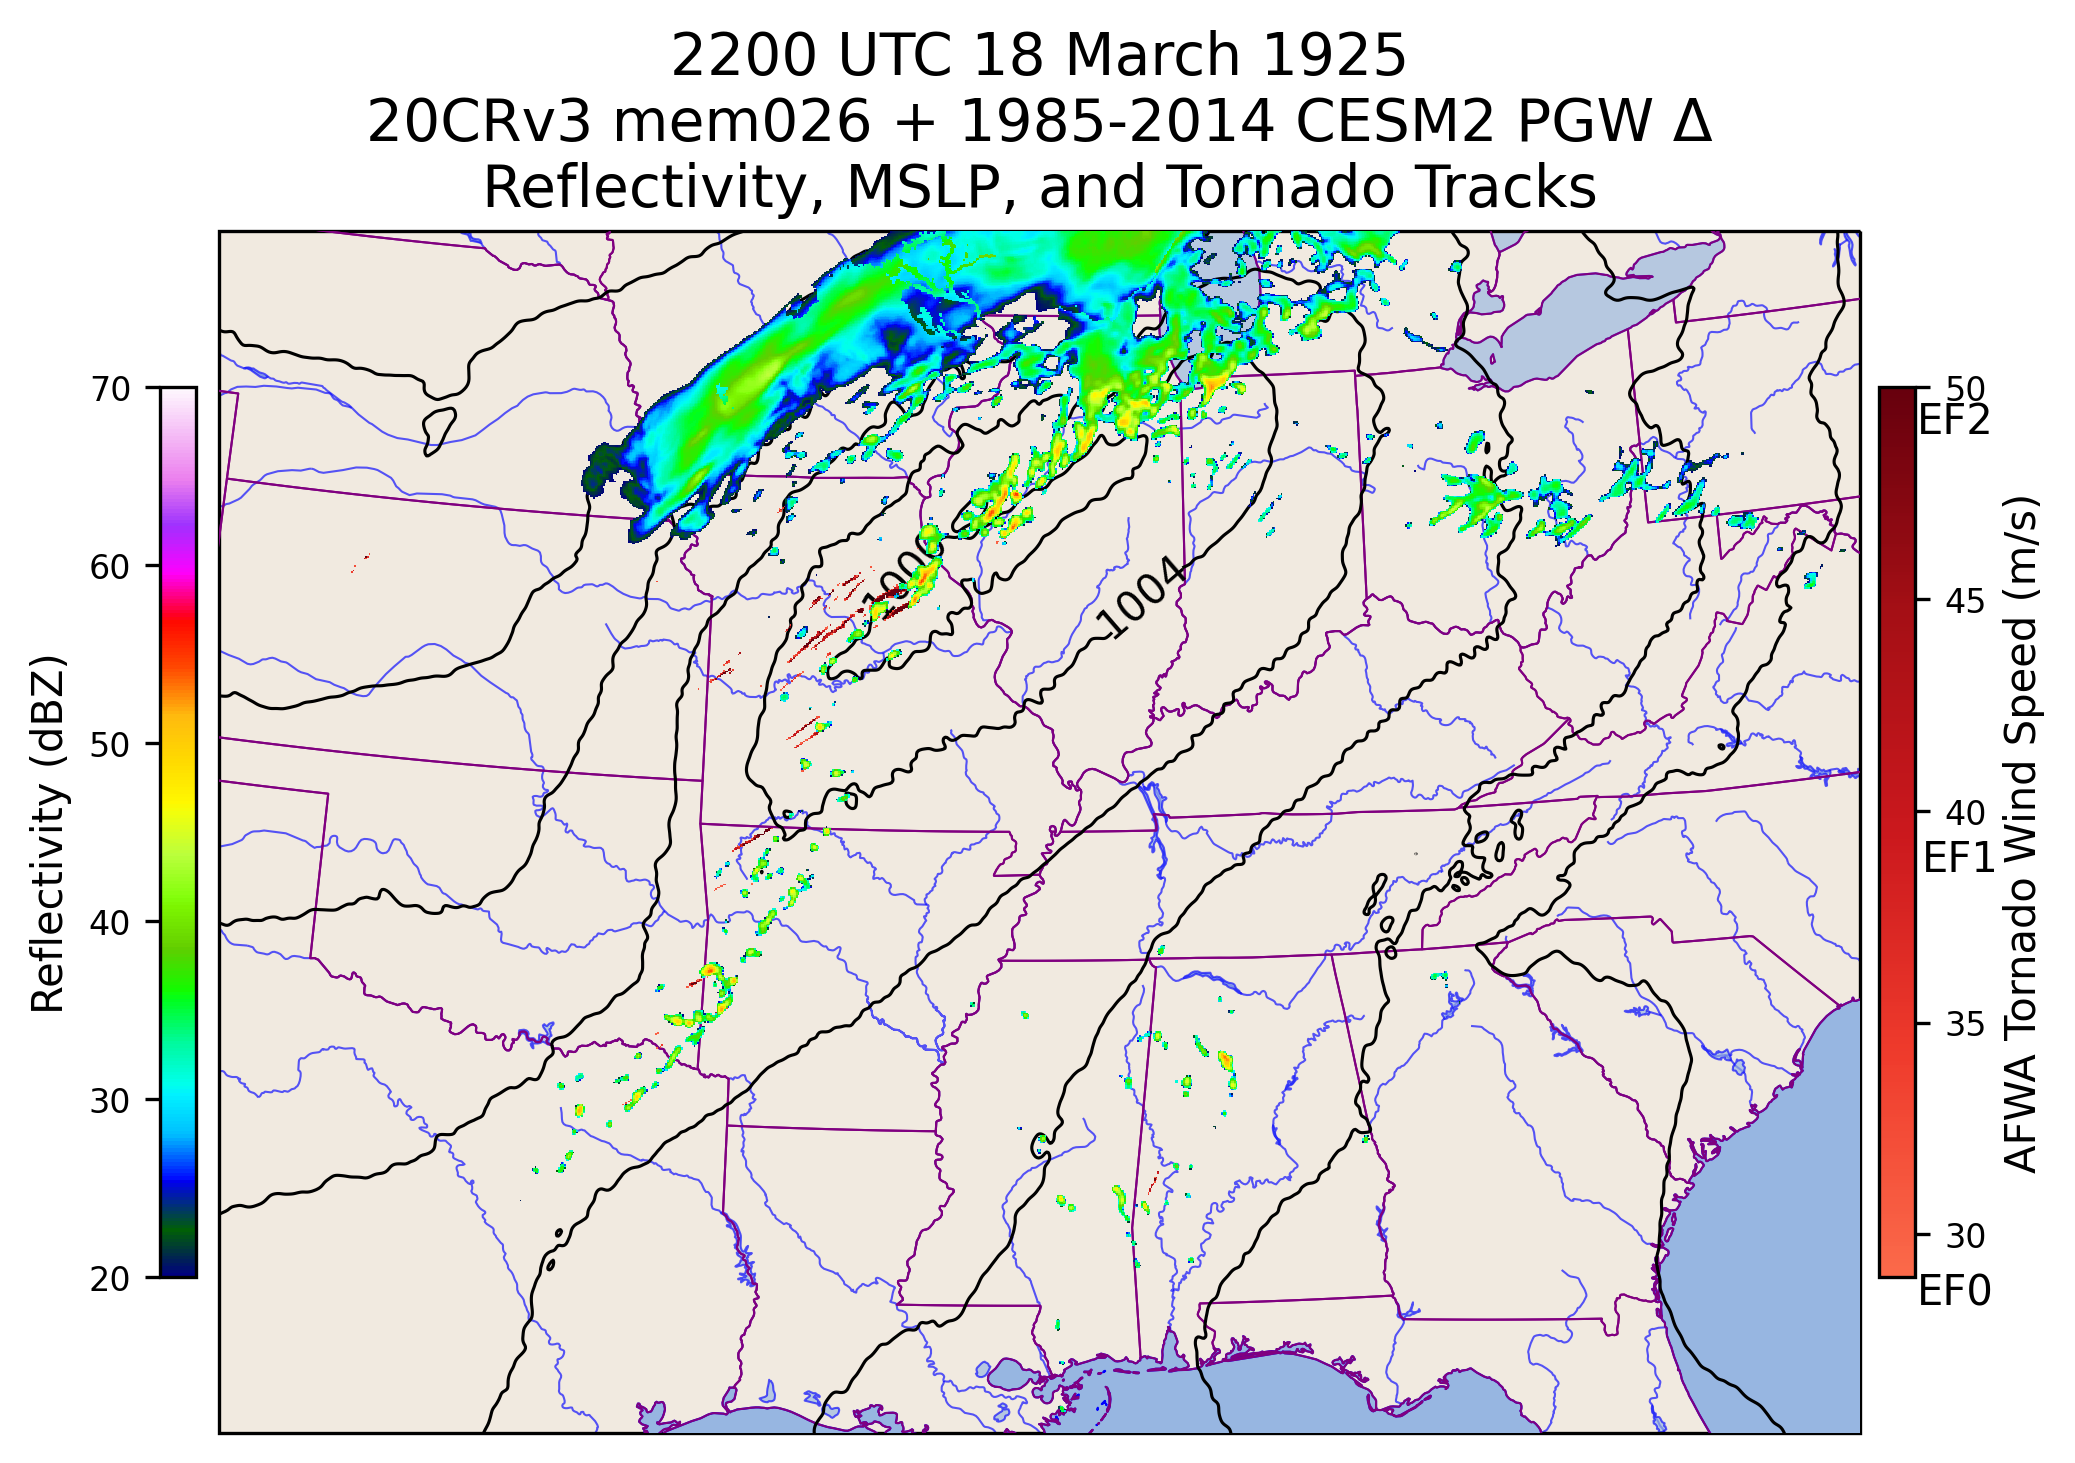 2200 UTC 18 March 1925
20CRv3 mem026 + 1985-2014 CESM2 PGW Δ
Reflectivity, MSLP, and Tornado Tracks
70
60
50
40
30
20
Reflectivity (dBZ)
1000
1004
50
EF2
45
40
EF1
35
30
EF0
AFWA Tornado Wind Speed (m/s)